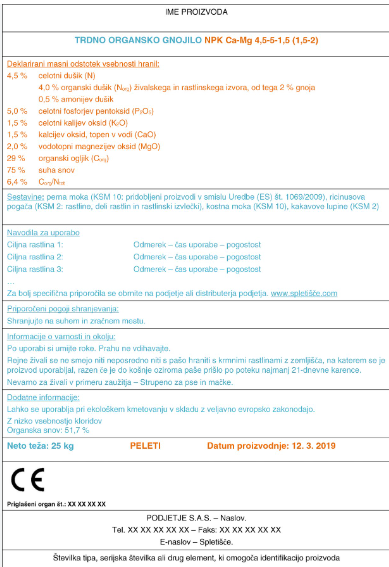 IME PROIZVODA
TRDNO ORGANSKO GNOJILO NPK Ca-Mg 4,5-5-1,5 (1,5-2)
Deklarirani masni odstotek vsebnosti hranil:
4,5 % celotni dušik (N)
4,0 % organski dušik (Norg) živalskega in rastlinskega izvora, od tega 2 % gnoja
0,5 % amonijev dušik
5,0 % celotni fosforjev pentoksid (P₂O₅)
1,5 % celotni kalijev oksid (K₂O)
1,5 % kalcijev oksid, topen v vodi (CaO)
2,0 % vodotopni magnezijev oksid (MgO)
29 % organski ogljik (Corg)
75 % suha snov
6,4 % Corg/Ntot
Sestavine: perna moka (KSM 10: pridobljeni proizvodi v smislu Uredbe (ES) št. 1069/2009), ricinusova
pogača (KSM 2: rastline, deli rastlin in rastlinski izvlečki), kostna moka (KSM 10), kakavove lupine (KSM 2)
Navodila za uporabo
Ciljna rastlina 1: Odmerek – čas uporabe – pogostost
Ciljna rastlina 2: Odmerek – čas uporabe – pogostost
Ciljna rastlina 3: Odmerek – čas uporabe – pogostost
…
Za bolj specifična priporočila se obrnite na podjetje ali distributerja podjetja. www.spletišče.com
Priporočeni pogoji shranjevanja:
Shranjujte na suhem in zračnem mestu.
Informacije o varnosti in okolju:
Po uporabi si umijte roke. Prahu ne vdihavajte.
Rejne živali se ne smejo niti neposredno niti s pašo hraniti s krmnimi rastlinami z zemljišča, na katerem se je
proizvod uporabljal, razen če je do košnje oziroma paše prišlo po poteku najmanj 21-dnevne karence.
Nevarno za živali v primeru zaužitja – Strupeno za pse in mačke.
Dodatne informacije:
Lahko se uporablja pri ekološkem kmetovanju v skladu z veljavno evropsko zakonodajo.
Z nizko vsebnostjo kloridov
Organska snov: 51,7 %
Neto teža: 25 kg PELETI Datum proizvodnje: 12. 3. 2019
CE
Priglašeni organ št.: XX XX XX XX
PODJETJE S.A.S. – Naslov.
Tel. XX XX XX XX XX – Faks: XX XX XX XX XX
E-naslov – Spletišče.
Številka tipa, serijska številka ali drug element, ki omogoča identifikacijo proizvoda